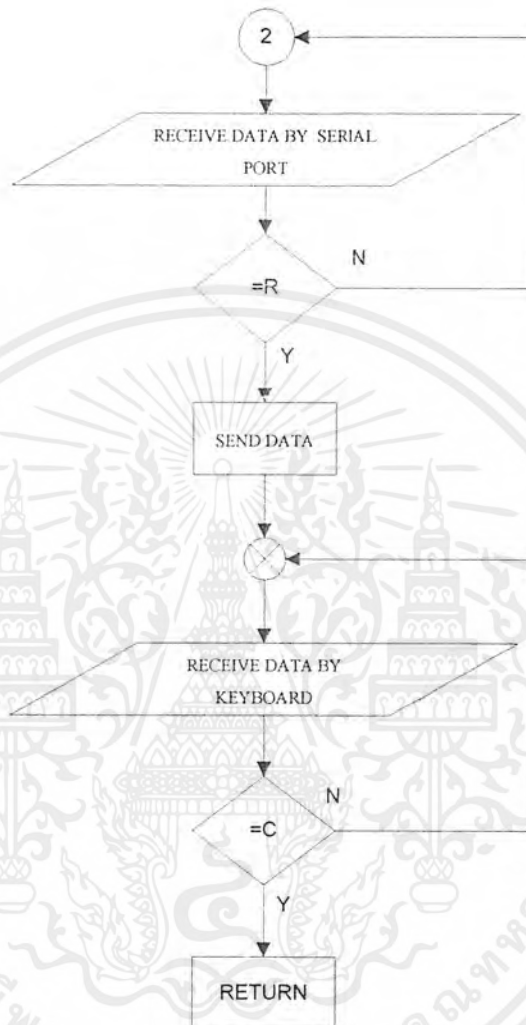 2
RECEIVE DATA BY SERIAL
PORT
N
=R
Y
SEND DATA
RECEIVE DATA BY
KEYBOARD
N
=C
Y
RETURN